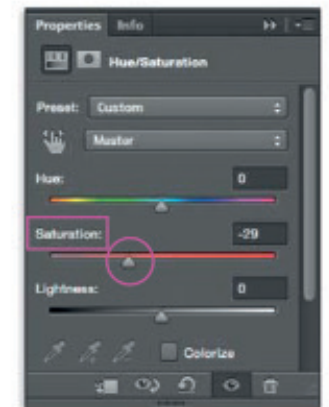 Properties Info
Hue/Saturation
Preset: Custom
Master
Hue: 0
Saturation: -29
Lightness: 0
Colorize